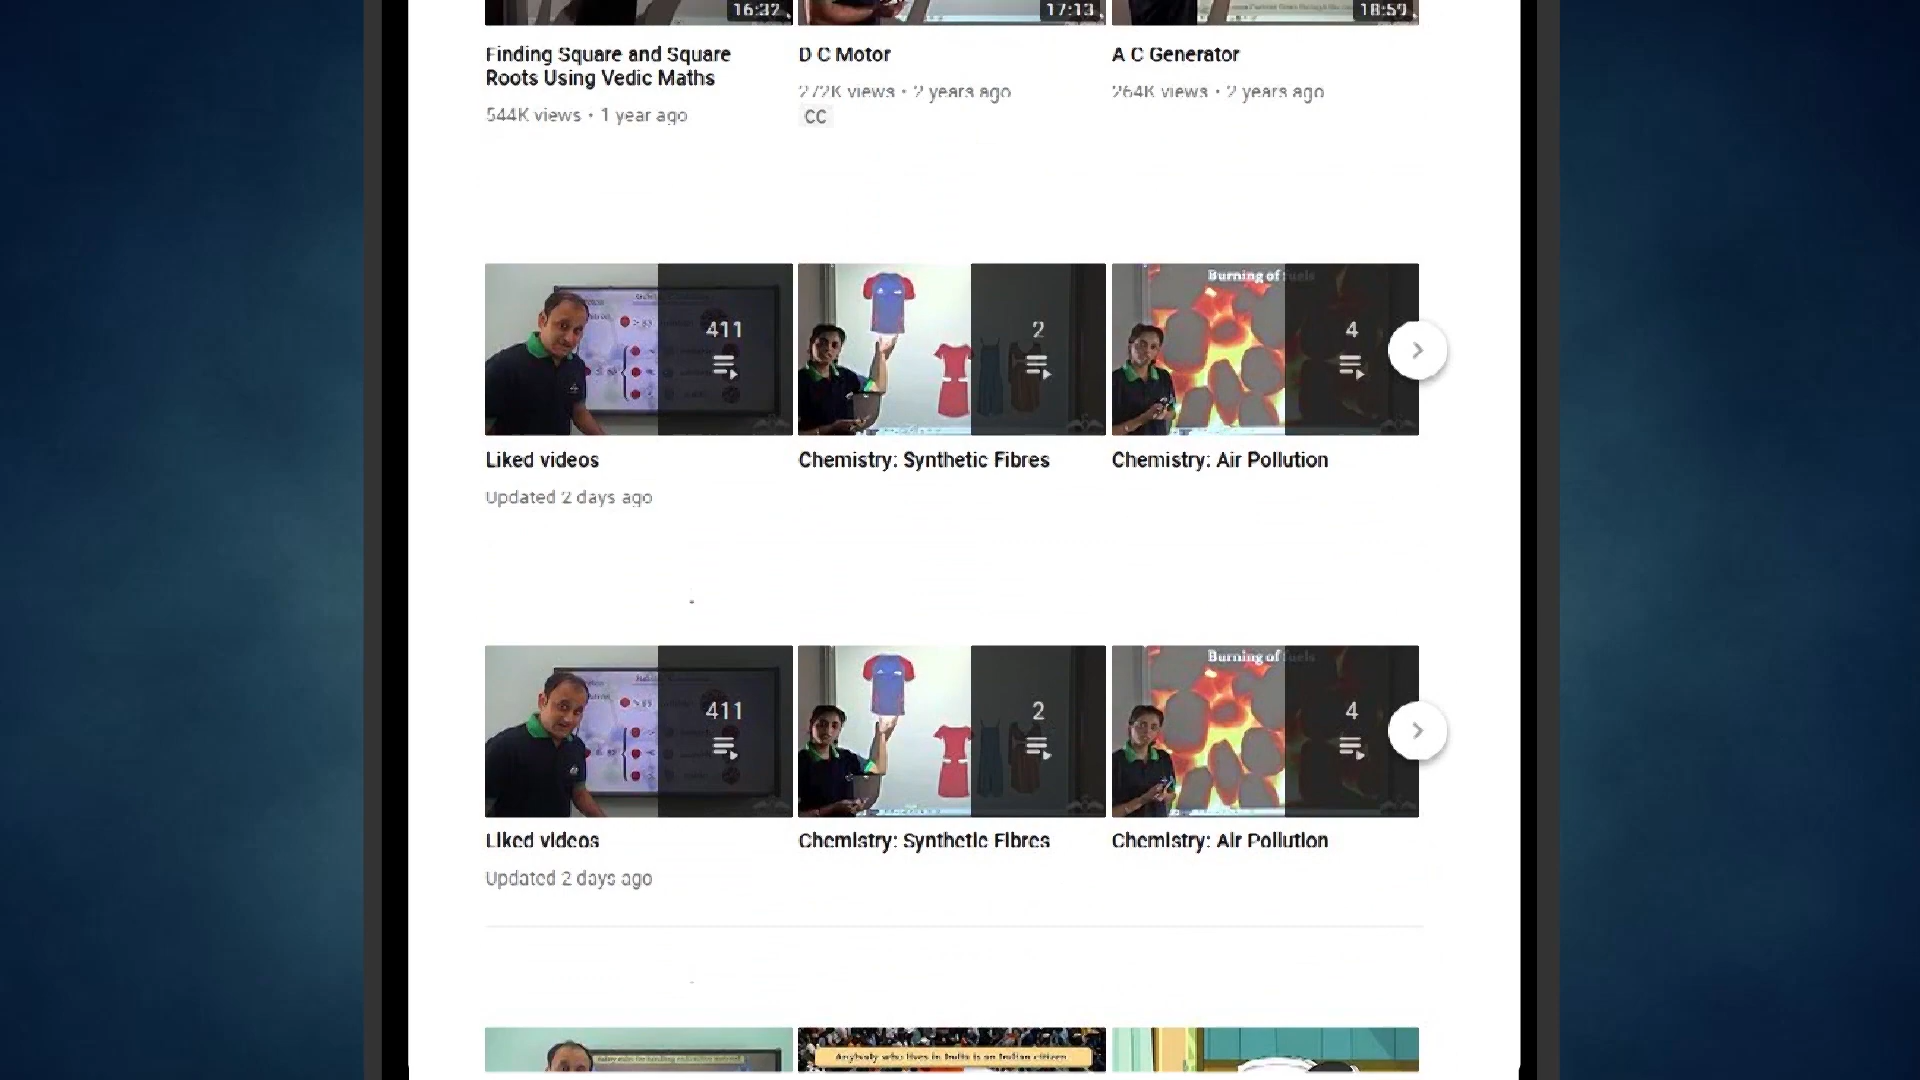 16:32
17:13
18:59
Finding Square and Square
Roots Using Vedic Maths
544K views • 1 year ago
D C Motor
272K views • 2 years ago
CC
A C Generator
264K views • 2 years ago
411
2
Burning of fuels
4
Liked videos
Updated 2 days ago
Chemistry: Synthetic Fibres
Chemistry: Air Pollution
411
2
Burning of fuels
4
Liked videos
Updated 2 days ago
Chemistry: Synthetic Fibres
Chemistry: Air Pollution
Anybody who lives in India is an Indian citizen